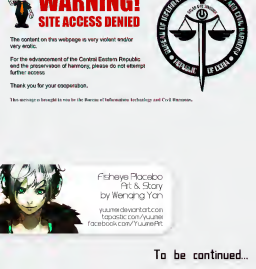 WARNING!
SITE ACCESS DENIED
The content on this webpage is very violent and/or
very erotic.
For the advancement of the Central Eastern Republic
and the preservation of harmony, please do not attempt
further access
Thank you for your cooperation.
This message is brought to you by the Bureau of Information technology and Civil Harmony.
Fisheye Placebo
Art & Story
by Wenqing Yan
yuumei.deviantart.com
tapastic.com/yuumei
facebook.com/YuumeiArt
To be continued...